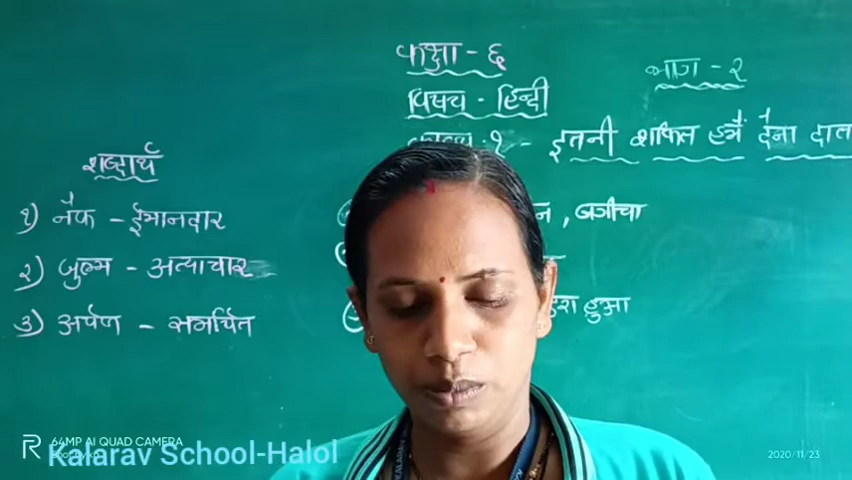 कक्षा - ६
भाग - २
विषय - हिन्दी
१ - इतनी शक्ति हमें देना दाता
शब्दार्थ
१) नेक - ईमानदार
२) जुल्म - अत्याचार
३) अर्पण - समर्पित
, बगीचा
हुआ
64MP AI QUAD CAMERA
Kalarav School-Halol
2020/11/23